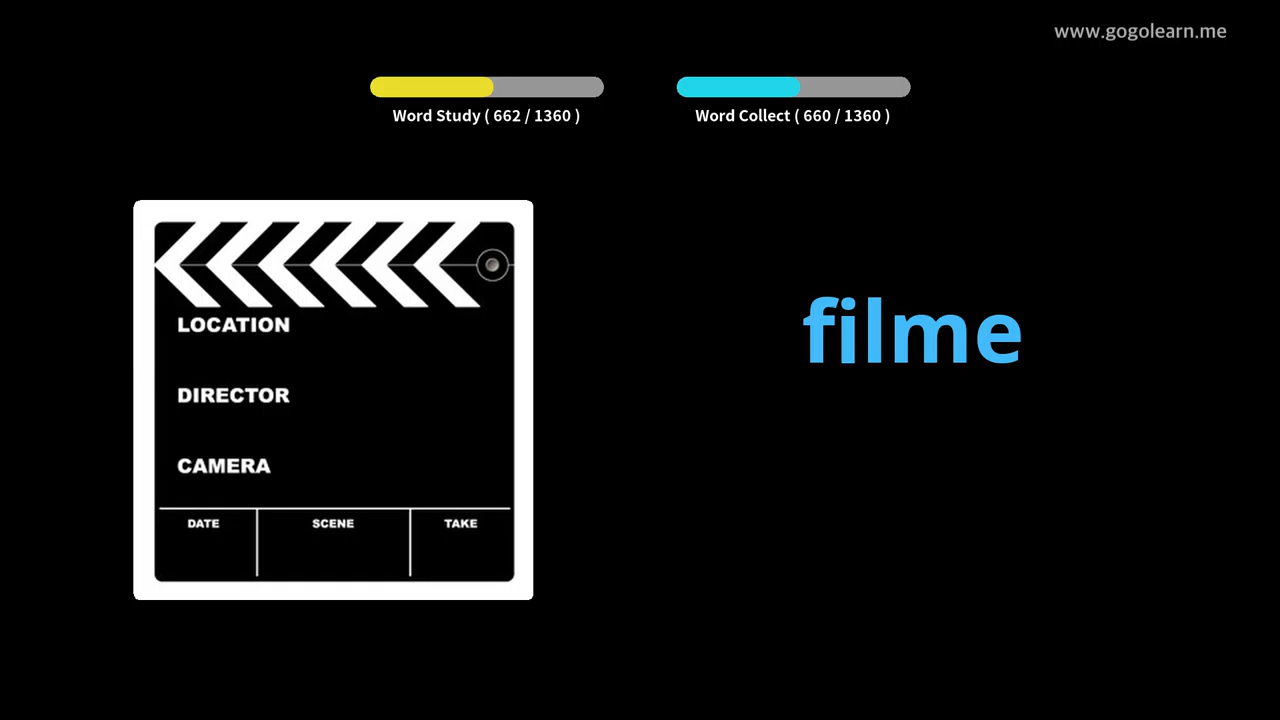 www.gogolearn.me
Word Study ( 662 / 1360 )
Word Collect ( 660 / 1360 )
LOCATION
DIRECTOR
CAMERA
DATE
SCENE
TAKE
filme